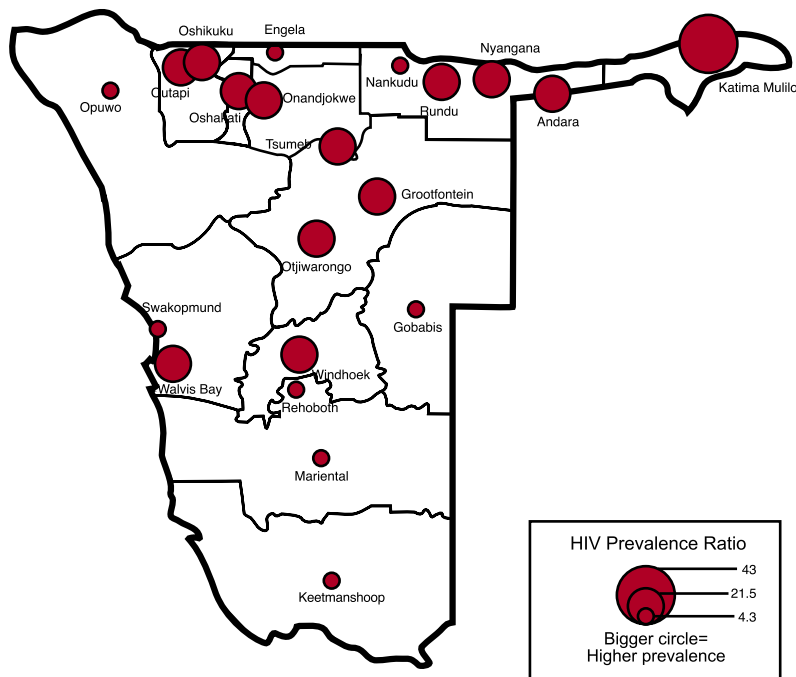 Oshikuku
Engela
Nyangana
Nankudu
Katima Mulilo
Opuwo
Outapi
Onandjokwe
Rundu
Oshakati
Andara
Tsumeb
Grootfontein
Otjiwarongo
Swakopmund
Gobabis
Windhoek
Walvis Bay
Rehoboth
Mariental
Keetmanshoop
HIV Prevalence Ratio
43
21.5
4.3
Bigger circle=
Higher prevalence